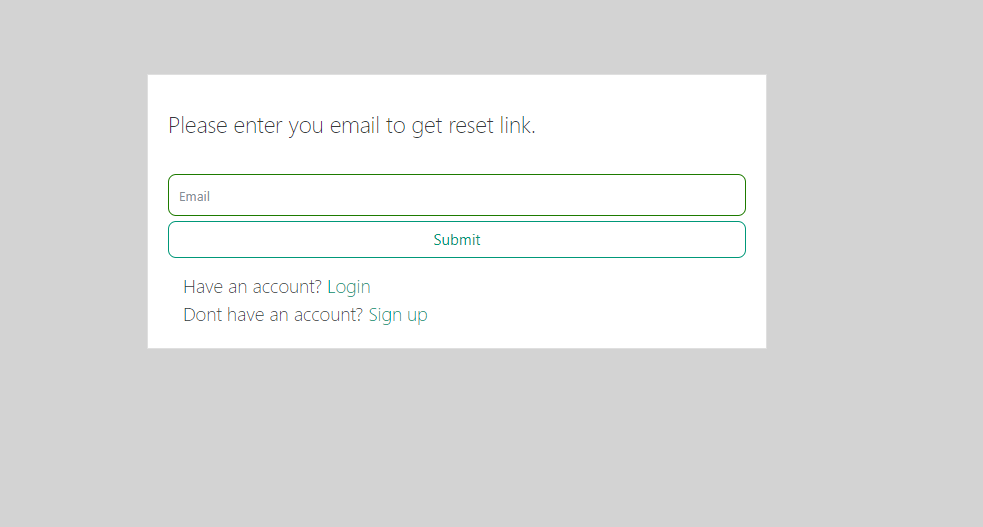 Please enter you email to get reset link.
Email
Submit
Have an account? Login
Dont have an account? Sign up